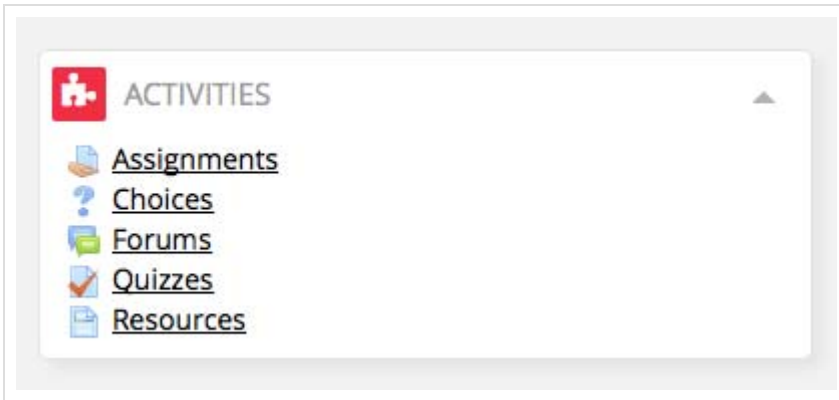 ACTIVITIES
Assignments
Choices
Forums
Quizzes
Resources